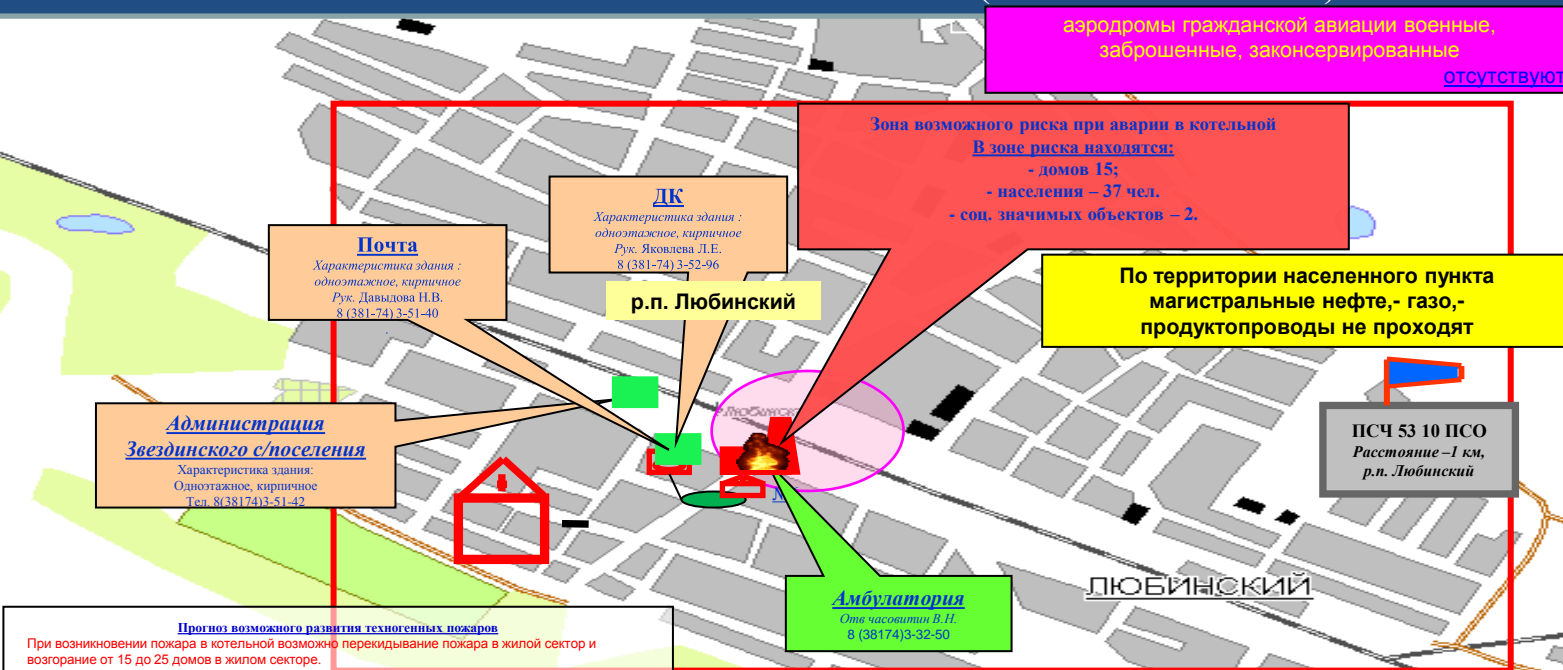 аэродромы гражданской авиации военные,
заброшенные, законсервированные
отсутствуют
Зона возможного риска при аварии в котельной
В зоне риска находятся:
- домов 15;
- населения – 37 чел.
- соц. значимых объектов – 2.
ДК
Характеристика здания :
одноэтажное, кирпичное
Рук. Яковлева Л.Е.
8 (381-74) 3-52-96
Почта
Характеристика здания :
одноэтажное, кирпичное
Рук. Давыдова Н.В.
8 (381-74) 3-51-40
.
р.п. Любинский
По территории населенного пункта
магистральные нефте,- газо,-
продуктопроводы не проходят
Администрация
Звездинского с/поселения
Характеристика здания:
Одноэтажное, кирпичное
Тел. 8(38174)3-51-42
ПСЧ 53 10 ПСО
Расстояние –1 км,
р.п. Любинский
ЛЮБИНСКИЙ
Амбулатория
Отв часовитин В.Н.
8 (38174)3-32-50
Прогноз возможного развития техногенных пожаров
При возникновении пожара в котельной возможно перекидывание пожара в жилой сектор и
возгорание от 15 до 25 домов в жилом секторе.